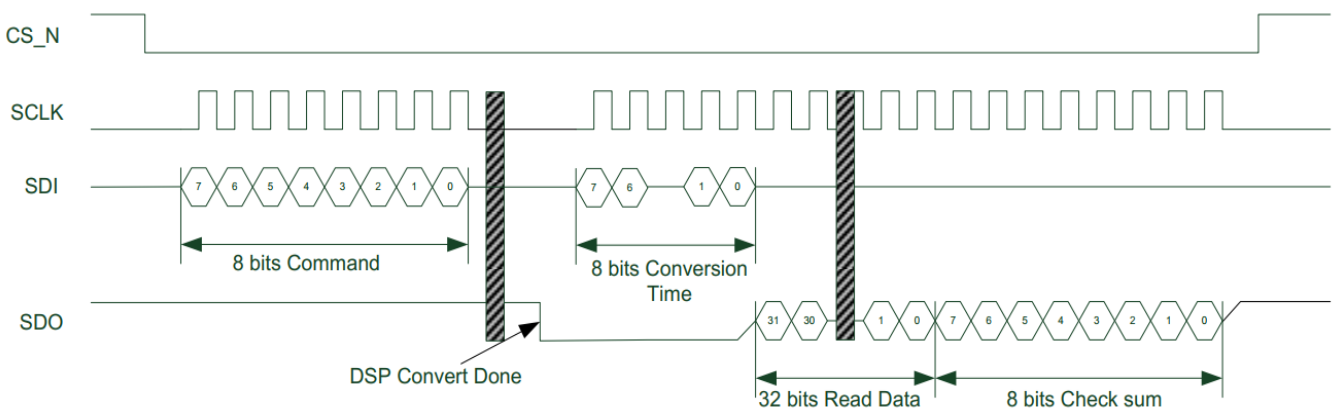 CS_N
SCLK
SDI
7 6 5 4 3 2 1 0
7 6 1 0
8 bits Command
8 bits Conversion
Time
SDO
31 30 1 0 7 6 5 4 3 2 1 0
DSP Convert Done
32 bits Read Data
8 bits Check sum